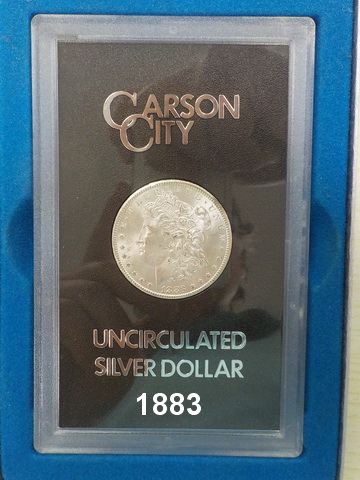 CARSON
CITY
UNCIRCULATED
SILVER DOLLAR
1883